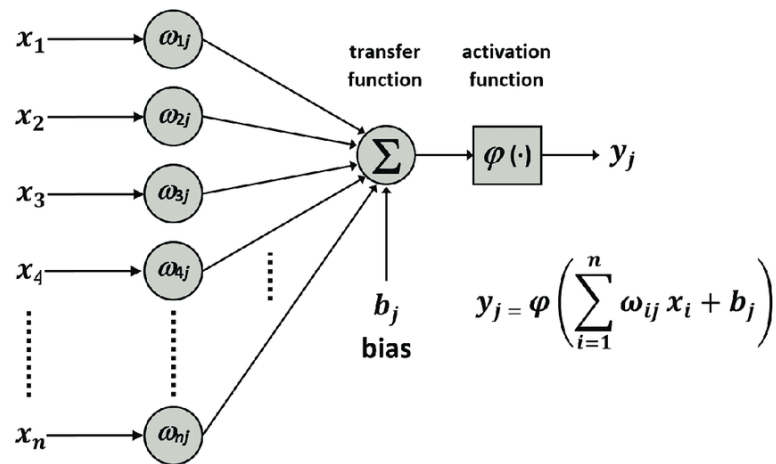 x₁ ω₁ⱼ
x₂ ω₂ⱼ
x₃ ω₃ⱼ
x₄ ω₄ⱼ
xₙ ωₙⱼ
transfer
function
Σ
bⱼ
bias
activation
function
φ(·)
yⱼ
yⱼ = φ(∑ᵢ₌₁ⁿ ωᵢⱼ xᵢ + bⱼ)